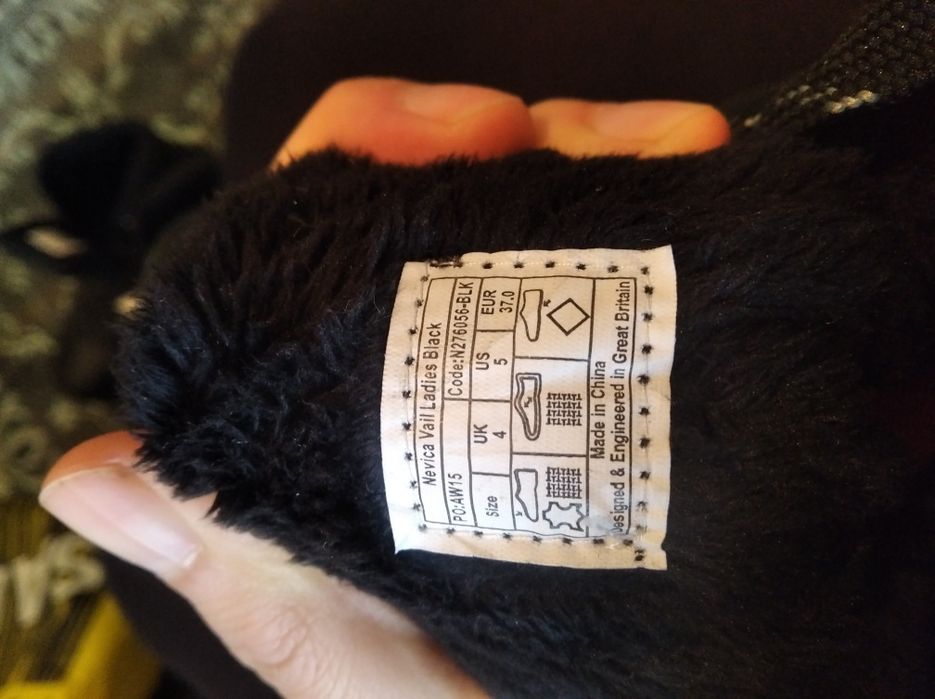 Nevica Vail Ladies Black
PO:AW15 Code:N276056-BLK
Size UK US EUR
4 5 37.0
Made in China
Designed & Engineered in Great Britain